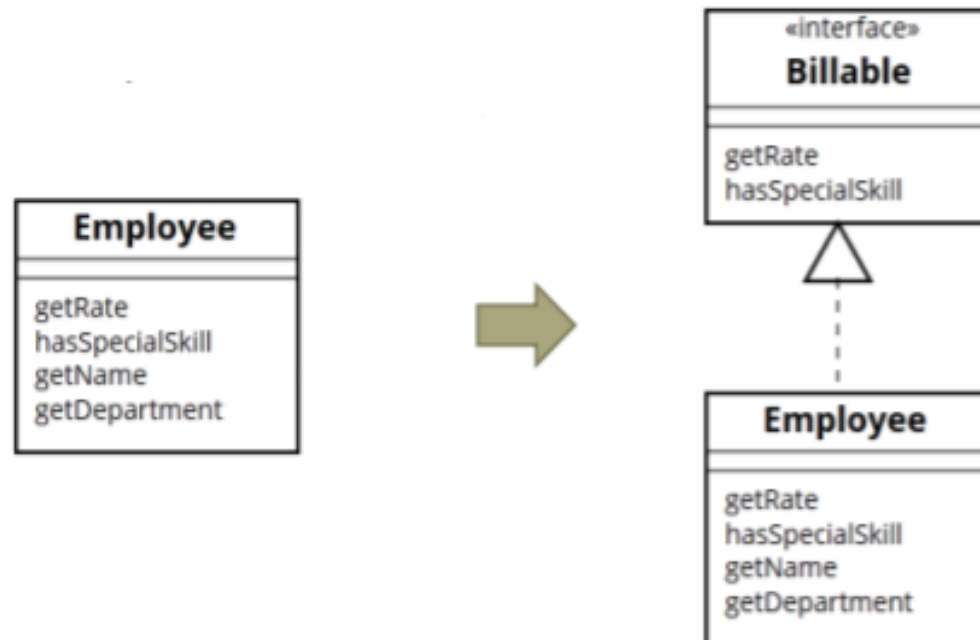 Employee
getRate
hasSpecialSkill
getName
getDepartment
«interface»
Billable
getRate
hasSpecialSkill
Employee
getRate
hasSpecialSkill
getName
getDepartment